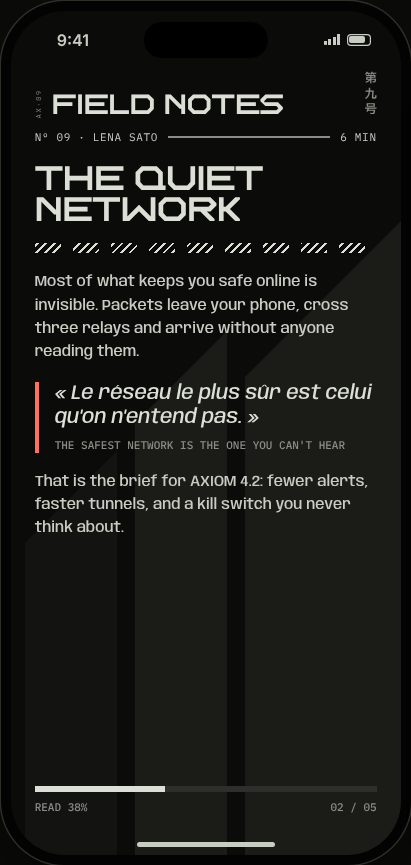 9:41
AX·09
FIELD NOTES
第九号
Nº 09 · LENA SATO
6 MIN
THE QUIET
NETWORK
Most of what keeps you safe online is
invisible. Packets leave your phone, cross
three relays and arrive without anyone
reading them.
« Le réseau le plus sûr est celui
qu'on n'entend pas. »
THE SAFEST NETWORK IS THE ONE YOU CAN'T HEAR
That is the brief for AXIOM 4.2: fewer alerts,
faster tunnels, and a kill switch you never
think about.
READ 38%
02 / 05